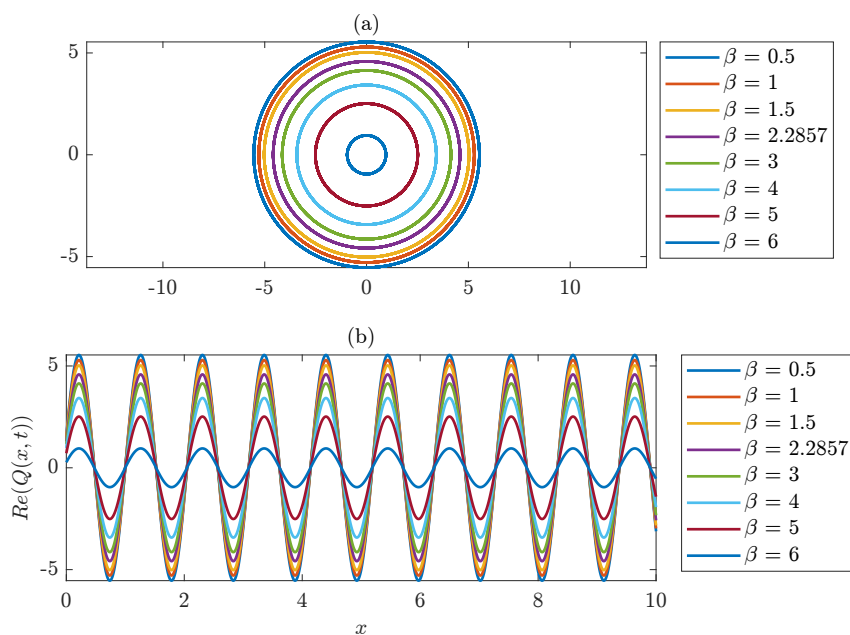 (a)
5
0
-5
-10
-5
0
5
10
β = 0.5
β = 1
β = 1.5
β = 2.2857
β = 3
β = 4
β = 5
β = 6
(b)
Re(Q(x, t))
5
0
-5
0
2
4
6
8
10
x
β = 0.5
β = 1
β = 1.5
β = 2.2857
β = 3
β = 4
β = 5
β = 6